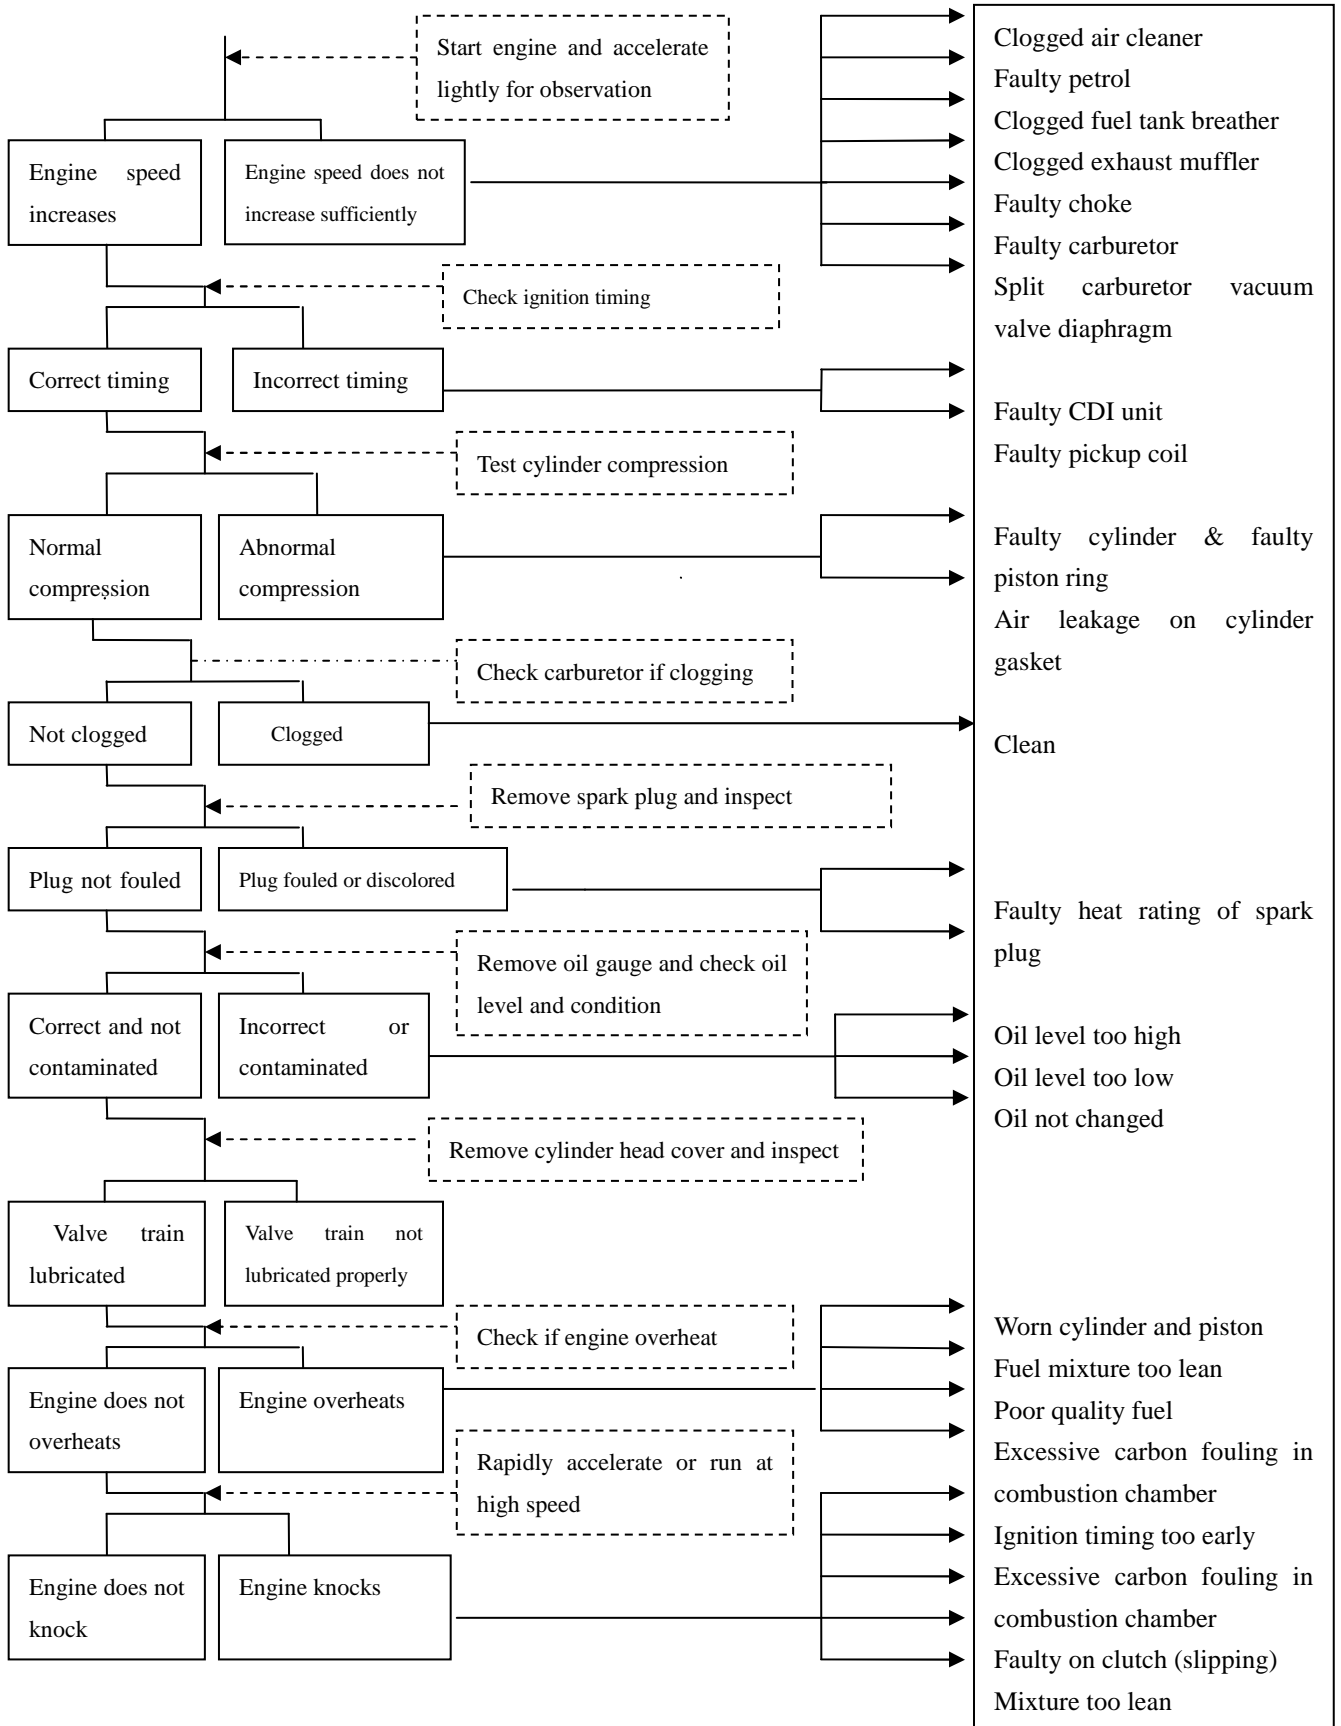 Start engine and accelerate
lightly for observation
Engine speed
increases
Engine speed does not
increase sufficiently
Clogged air cleaner
Faulty petrol
Clogged fuel tank breather
Clogged exhaust muffler
Faulty choke
Faulty carburetor
Split carburetor vacuum
valve diaphragm
Check ignition timing
Correct timing
Incorrect timing
Faulty CDI unit
Faulty pickup coil
Test cylinder compression
Normal
compression
Abnormal
compression
Faulty cylinder & faulty
piston ring
Air leakage on cylinder
gasket
Check carburetor if clogging
Not clogged
Clogged
Clean
Remove spark plug and inspect
Plug not fouled
Plug fouled or discolored
Faulty heat rating of spark
plug
Remove oil gauge and check oil
level and condition
Correct and not
contaminated
Incorrect or
contaminated
Oil level too high
Oil level too low
Oil not changed
Remove cylinder head cover and inspect
Valve train
lubricated
Valve train not
lubricated properly
Check if engine overheat
Engine does not
overheats
Engine overheats
Worn cylinder and piston
Fuel mixture too lean
Poor quality fuel
Excessive carbon fouling in
combustion chamber
Rapidly accelerate or run at
high speed
Engine does not
knock
Engine knocks
Ignition timing too early
Excessive carbon fouling in
combustion chamber
Faulty on clutch (slipping)
Mixture too lean